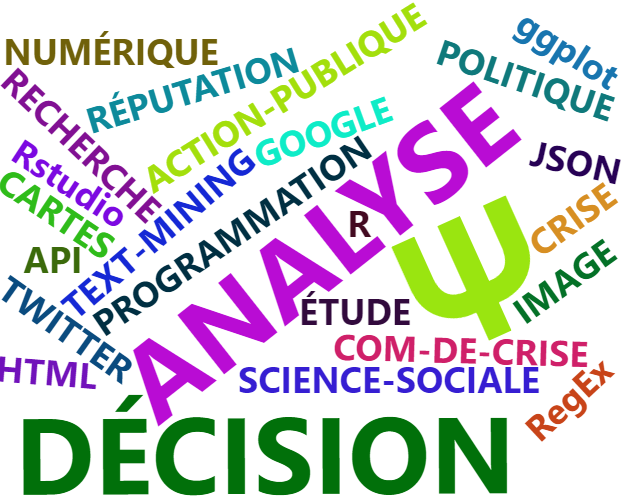 NUMÉRIQUE
ggplot
POLITIQUE
RÉPUTATION
ACTION-PUBLIQUE
RECHERCHE
GOOGLE
Rstudio
TEXT-MINING
PROGRAMMATION
ANALYSE
JSON
CARTES
R
Ψ
CRISE
API
IMAGE
TWITTER
ÉTUDE
COM-DE-CRISE
HTML
SCIENCE-SOCIALE
RegEx
DÉCISION